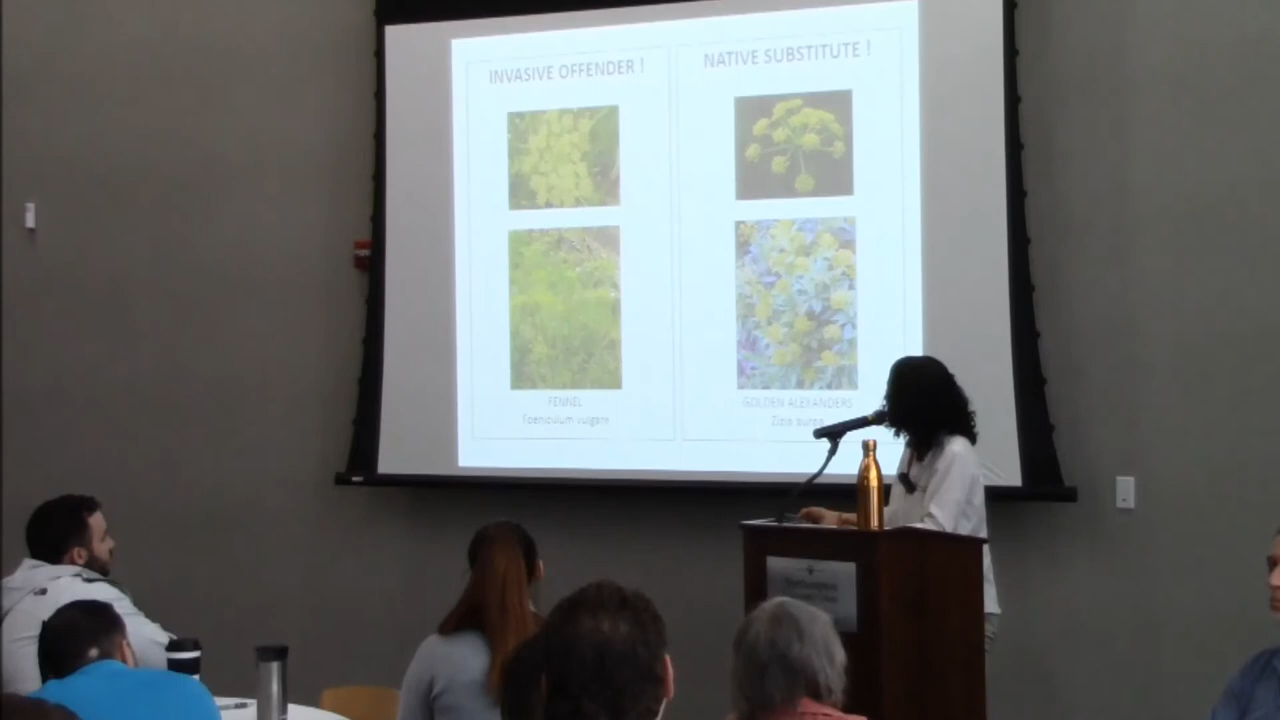 INVASIVE OFFENDER !
NATIVE SUBSTITUTE !
FENNEL
Foeniculum vulgare
GOLDEN ALEXANDERS
Zizia aurea